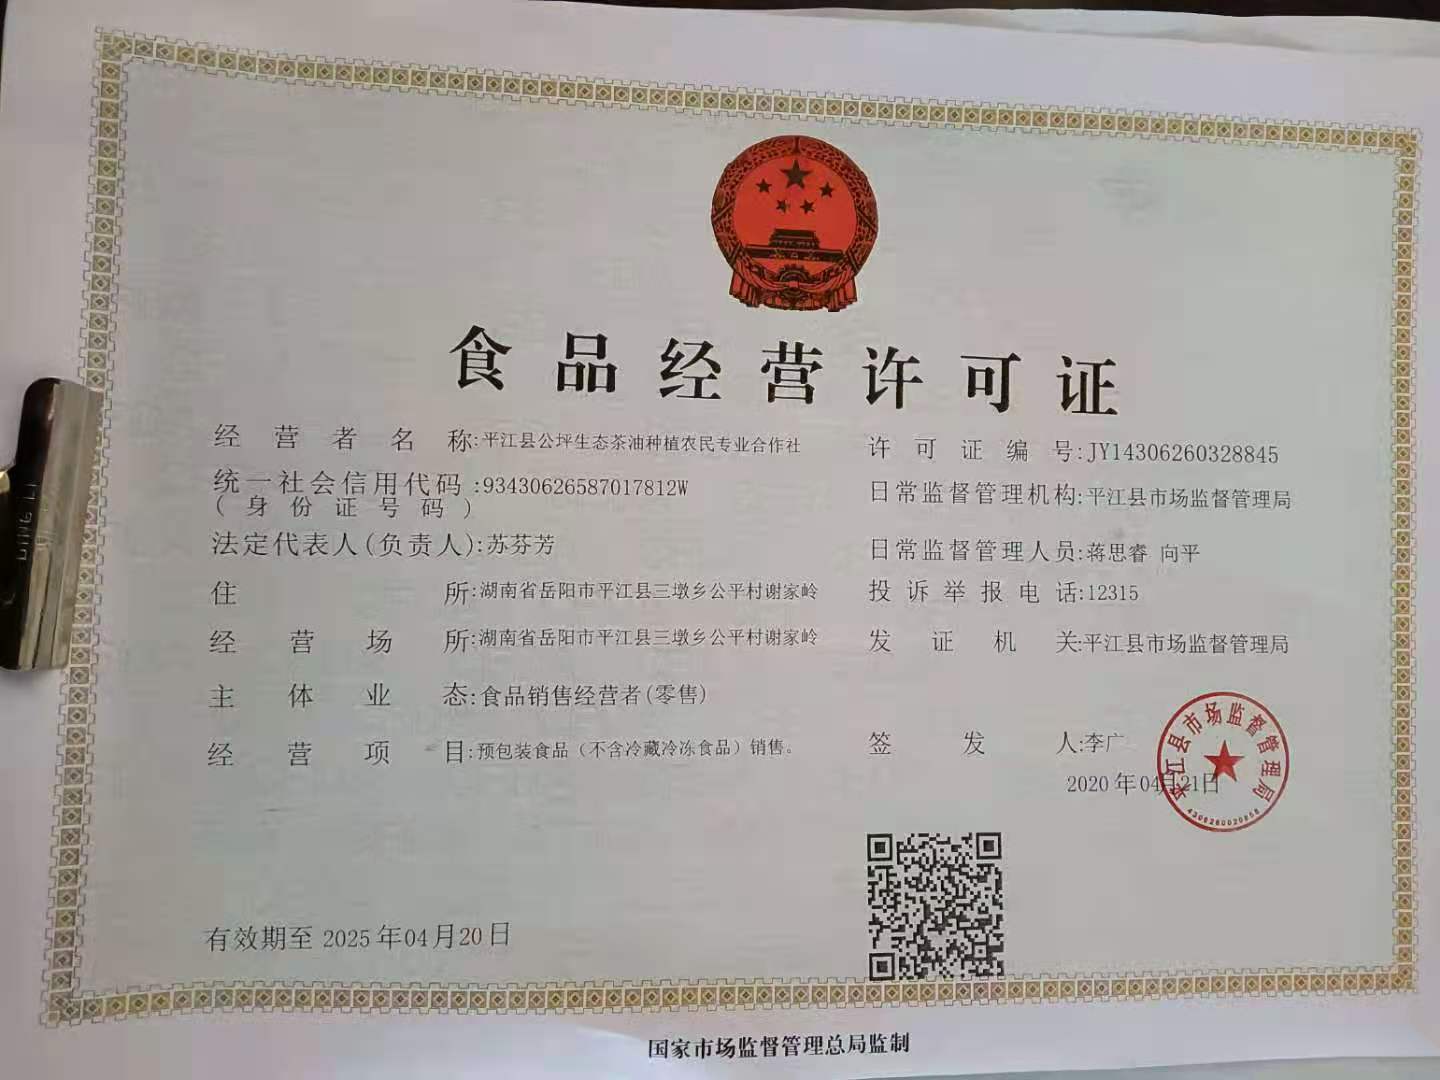 食品经营许可证
经营者名称:平江县公坪生态茶油种植农民专业合作社
统一社会信用代码:93430626587017812W
(身份证号码)
法定代表人(负责人):苏芬芳
住所:湖南省岳阳市平江县三墩乡公平村谢家岭
经营场所:湖南省岳阳市平江县三墩乡公平村谢家岭
主体业态:食品销售经营者(零售)
经营项目:预包装食品（不含冷藏冷冻食品）销售。
许可证编号:JY14306260328845
日常监督管理机构:平江县市场监督管理局
日常监督管理人员:蒋思睿 向平
投诉举报电话:12315
发证机关:平江县市场监督管理局
签发人:李广
2020年04月21日
平江县市场监督管理局
4306260020858
有效期至2025年04月20日
国家市场监督管理总局监制